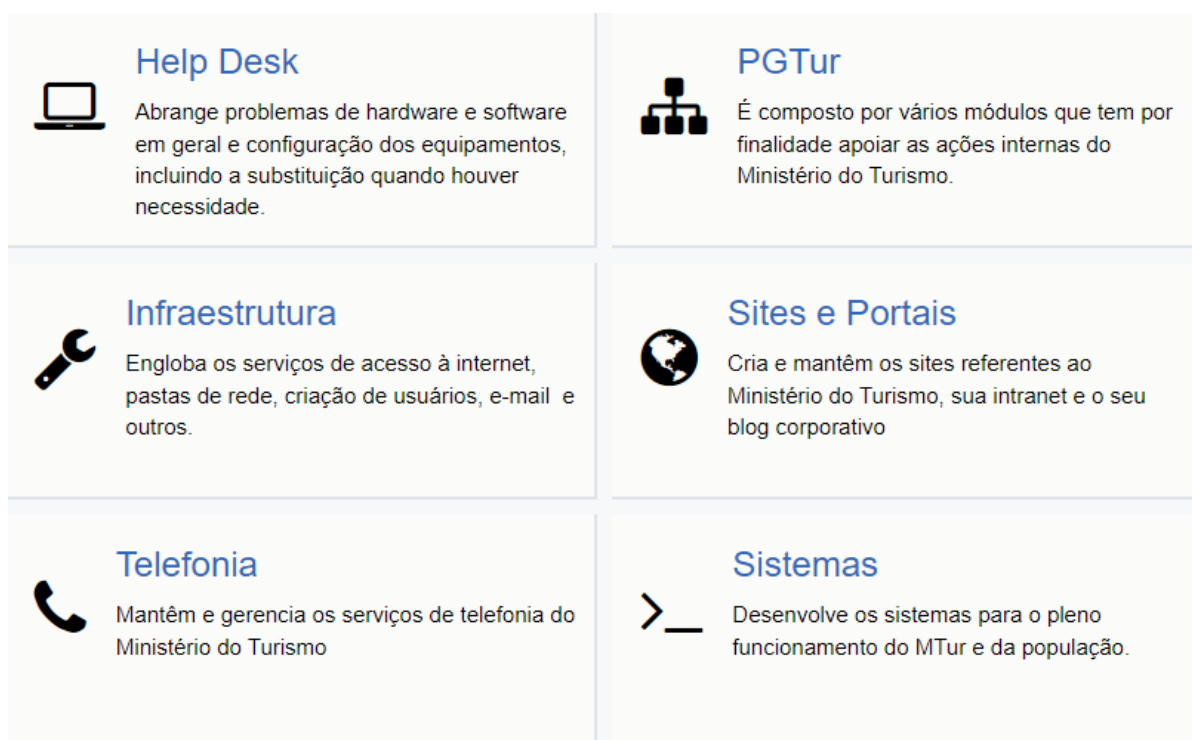 Help Desk
Abrange problemas de hardware e software
em geral e configuração dos equipamentos,
incluindo a substituição quando houver
necessidade.
PGTur
É composto por vários módulos que tem por
finalidade apoiar as ações internas do
Ministério do Turismo.
Infraestrutura
Engloba os serviços de acesso à internet,
pastas de rede, criação de usuários, e-mail e
outros.
Sites e Portais
Cria e mantêm os sites referentes ao
Ministério do Turismo, sua intranet e o seu
blog corporativo
Telefonia
Mantêm e gerencia os serviços de telefonia do
Ministério do Turismo
Sistemas
Desenvolve os sistemas para o pleno
funcionamento do MTur e da população.